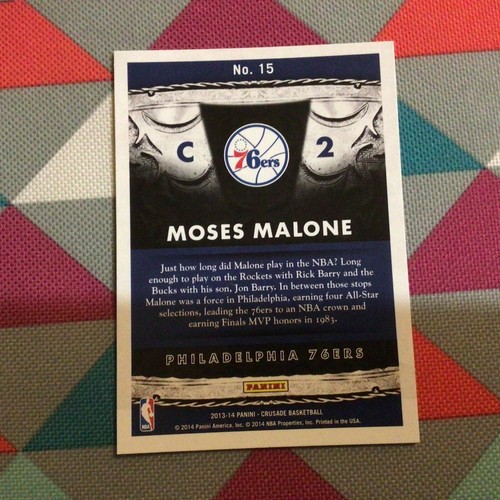 No. 15
C 76ers 2
MOSES MALONE
Just how long did Malone play in the NBA? Long
enough to play on the Rockets with Rick Barry and the
Bucks with his son, Jon Barry. In between those stops
Malone was a force in Philadelphia, earning four All-Star
selections, leading the 76ers to an NBA crown and
earning Finals MVP honors in 1983.
PHILADELPHIA 76ERS
PANINI
2013-14 PANINI - CRUSADE BASKETBALL
© 2014 Panini America, Inc. © 2014 NBA Properties, Inc. Printed in the USA.
NBA